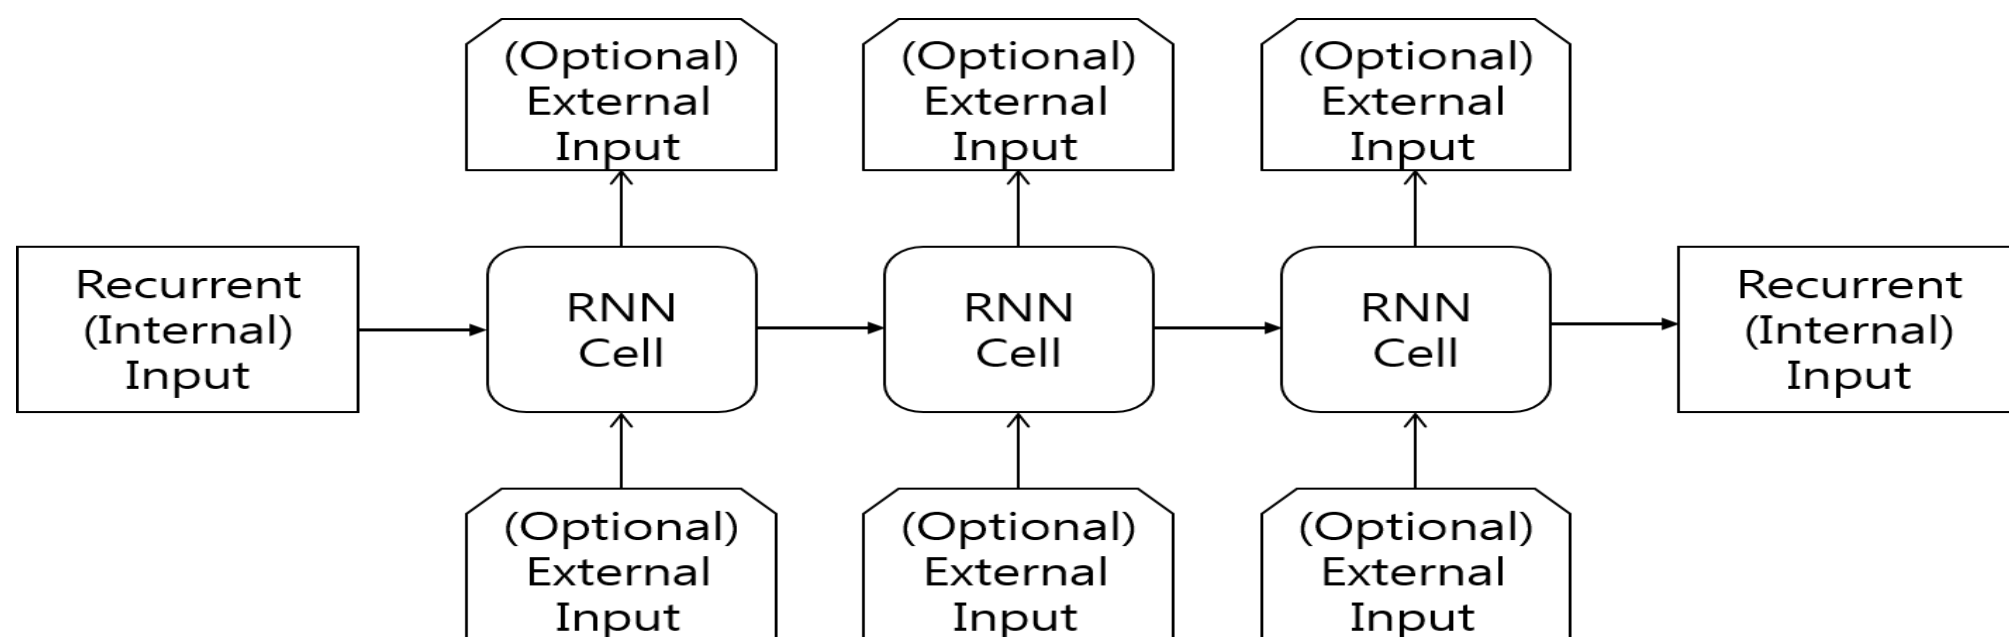 (Optional)
External
Input
(Optional)
External
Input
(Optional)
External
Input
Recurrent
(Internal)
Input
RNN
Cell
RNN
Cell
RNN
Cell
Recurrent
(Internal)
Input
(Optional)
External
Input
(Optional)
External
Input
(Optional)
External
Input